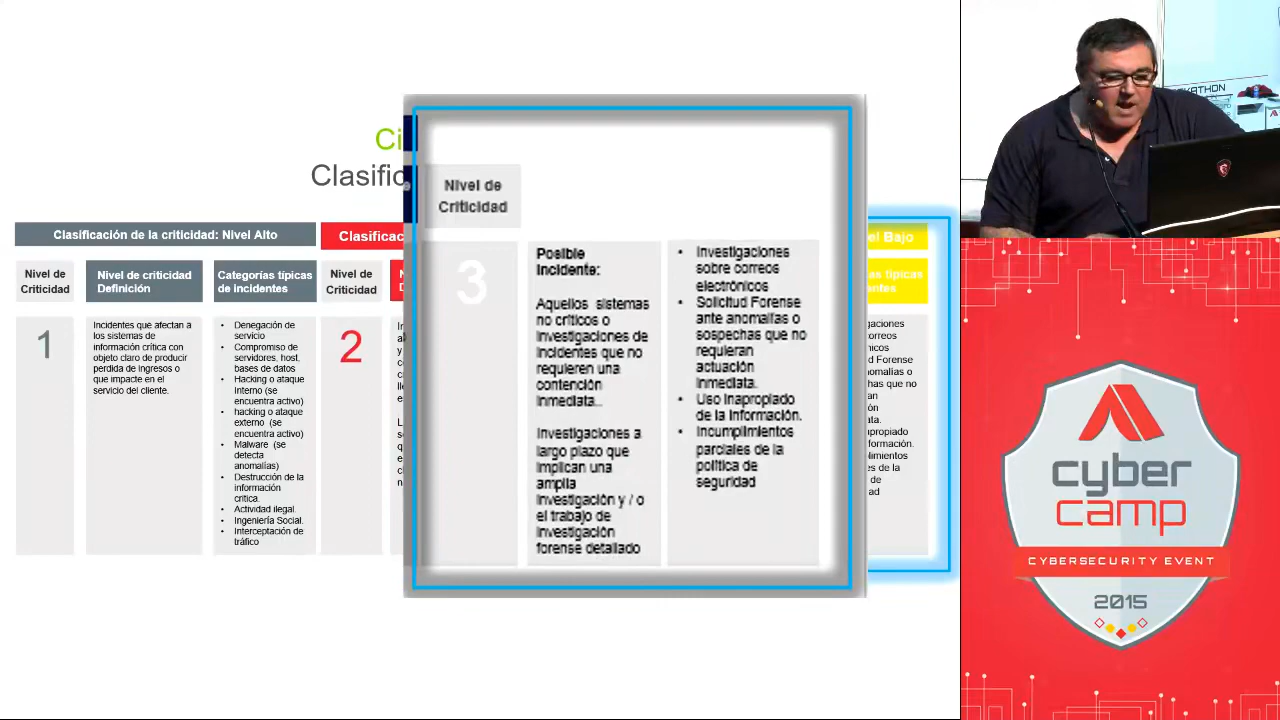 Clasificación de la criticidad: Nivel Alto
Nivel de
Criticidad
Nivel de criticidad
Definición
Categorías típicas
de incidentes
1
Incidentes que afectan a
los sistemas de
información crítica con
objeto claro de producir
perdida de ingresos o
que impacte en el
servicio del cliente.
• Denegación de
servicio
• Compromiso de
servidores, host,
bases de datos
• Hacking o ataque
Interno (se
encuentra activo)
• hacking o ataque
externo (se
encuentra activo)
• Malware (se
detecta
anomalías)
• Destrucción de la
información
critica.
• Actividad ilegal.
• Ingeniería Social.
• Interceptación de
tráfico
Nivel de
Criticidad
2
Nivel de
Criticidad
3
Posible
Incidente:
Aquellos sistemas
no críticos o
investigaciones de
incidentes que no
requieren una
contención
inmediata..
Investigaciones a
largo plazo que
implican una
amplia
investigación y / o
el trabajo de
investigación
forense detallado
• Investigaciones
sobre correos
electrónicos
• Solicitud Forense
ante anomalías o
sospechas que no
requieran
actuación
inmediata.
• Uso inapropiado
de la información.
• Incumplimientos
parciales de la
política de
seguridad
Bajo
cyber
camp
CYBERSECURITY EVENT
2015